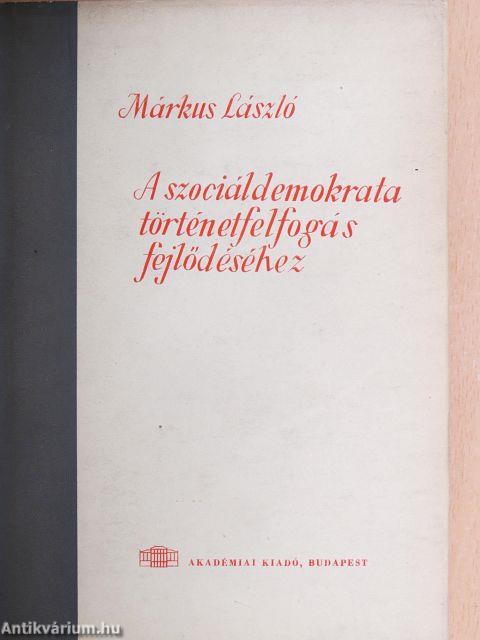 Márkus László
A szociáldemokrata
történetfelfogás
fejlődéséhez
AKADÉMIAI KIADÓ, BUDAPEST
Antikvárium.hu